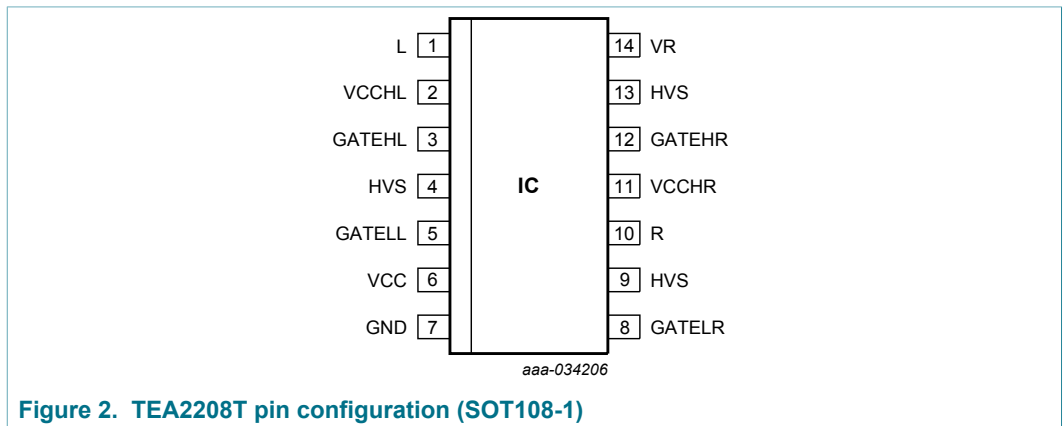 L 1 14 VR
VCCHL 2 13 HVS
GATEHL 3 12 GATEHR
HVS 4 IC 11 VCCHR
GATELL 5 10 R
VCC 6 9 HVS
GND 7 8 GATELR
aaa-034206
Figure 2. TEA2208T pin configuration (SOT108-1)